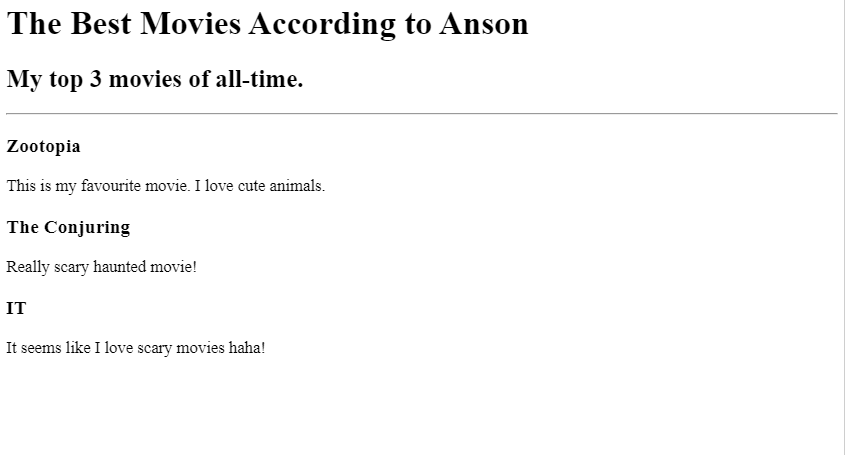 The Best Movies According to Anson
My top 3 movies of all-time.
Zootopia
This is my favourite movie. I love cute animals.
The Conjuring
Really scary haunted movie!
IT
It seems like I love scary movies haha!